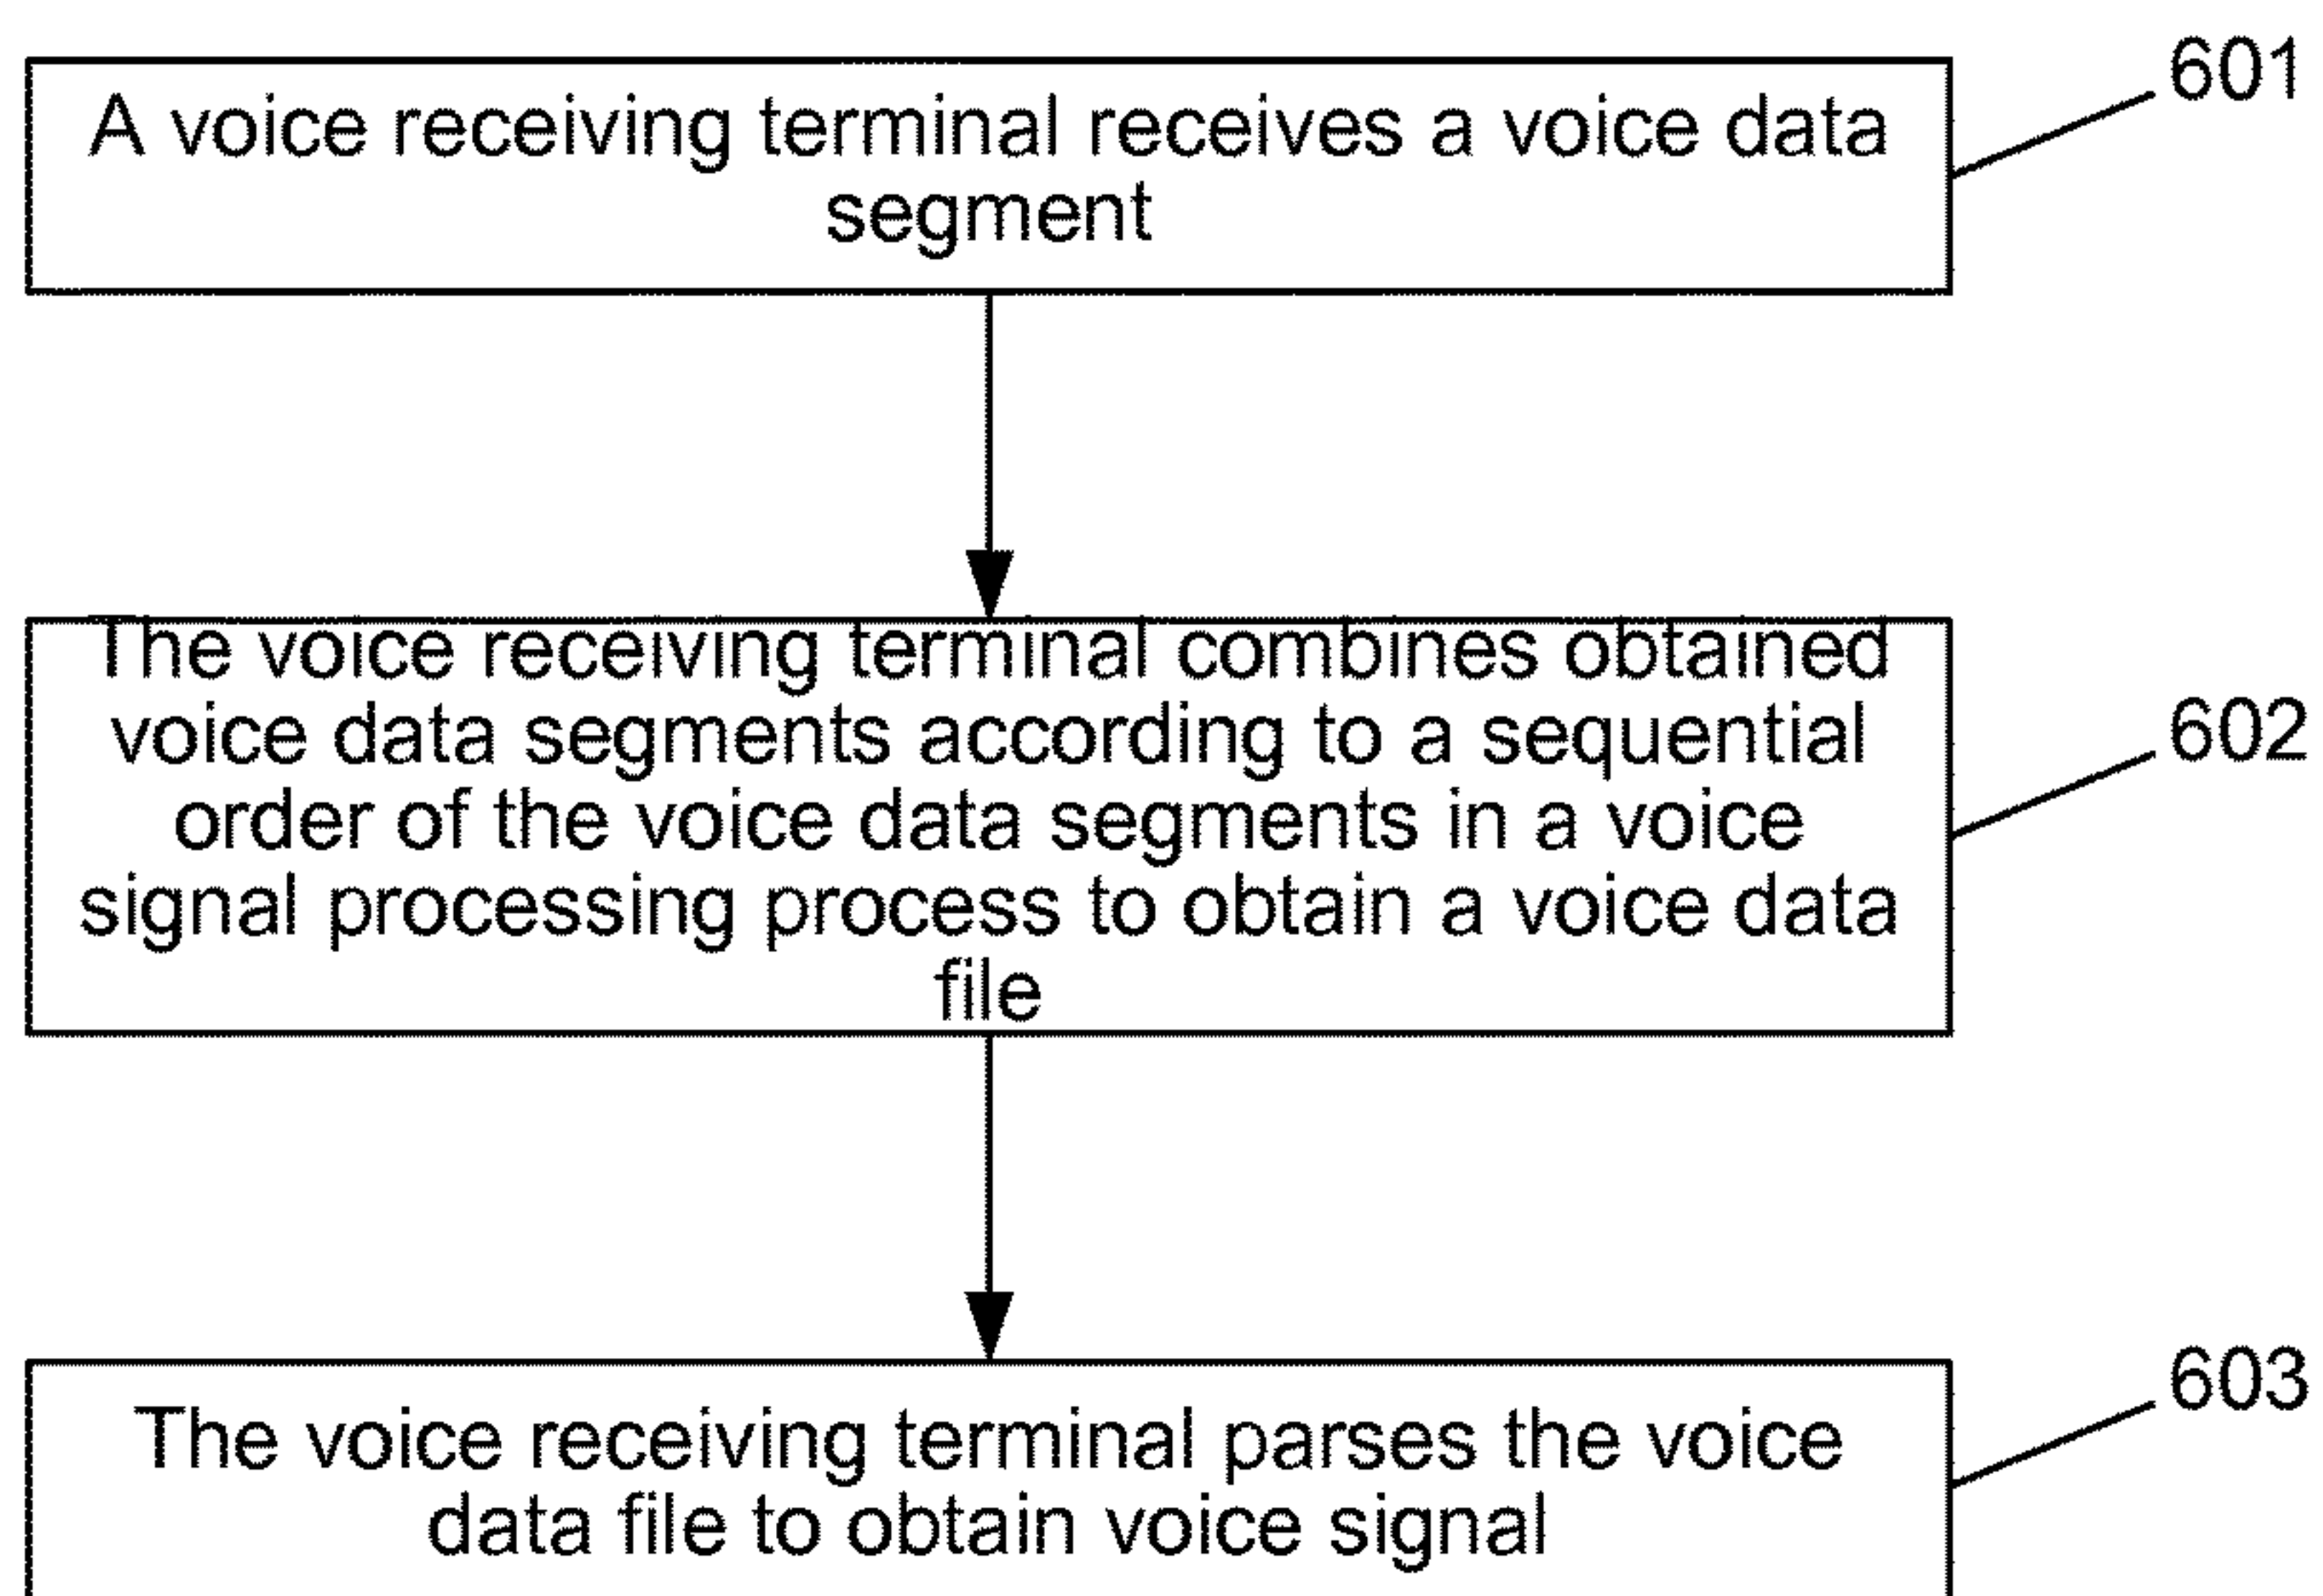 601
A voice receiving terminal receives a voice data
segment
The voice receiving terminal combines obtained
voice data segments according to a sequential
602
order of the voice data segments in a voice
signal processing process to obtain a voice data
file
603
The voice receiving terminal parses the voice
data file to obtain voice signal